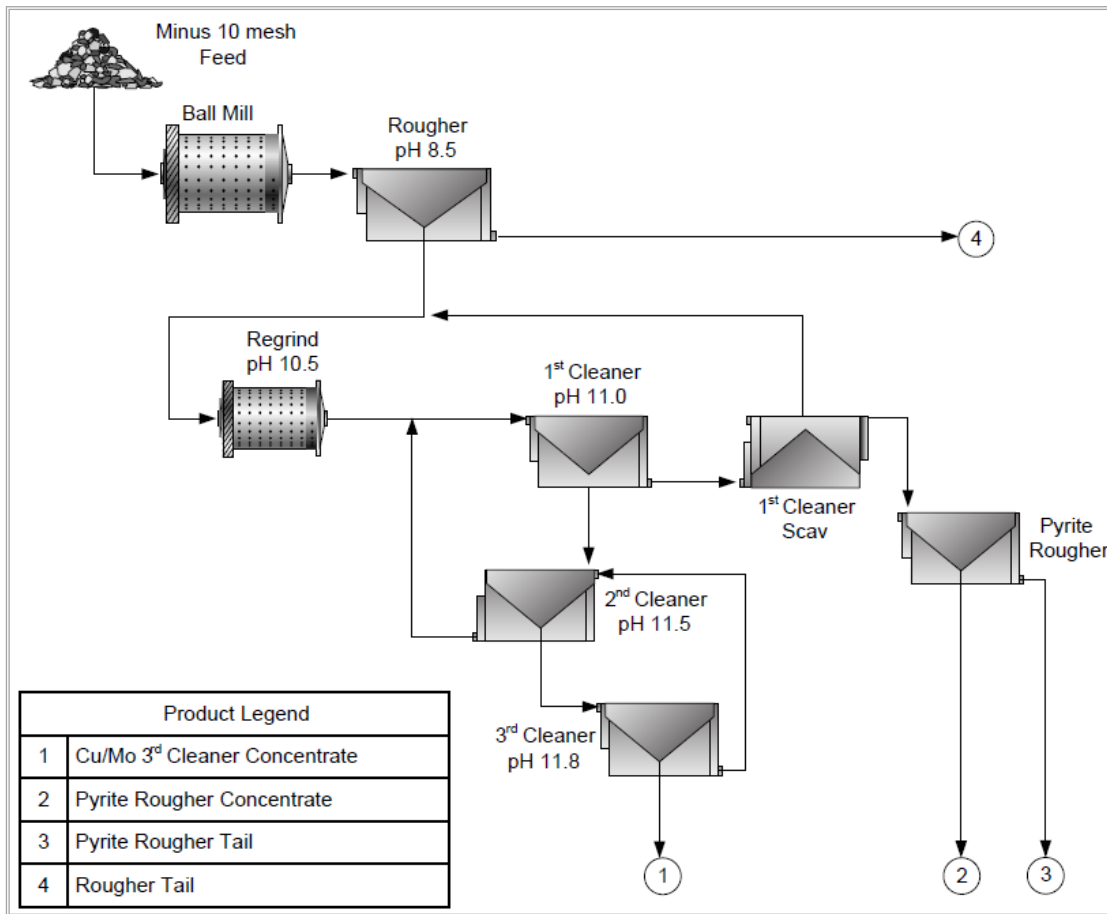 Minus 10 mesh
Feed
Ball Mill
Rougher
pH 8.5
4
Regrind
pH 10.5
1st Cleaner
pH 11.0
1st Cleaner
Scav
Pyrite
Rougher
2nd Cleaner
pH 11.5
3rd Cleaner
pH 11.8
Product Legend
1 Cu/Mo 3rd Cleaner Concentrate
2 Pyrite Rougher Concentrate
3 Pyrite Rougher Tail
4 Rougher Tail
1
2
3